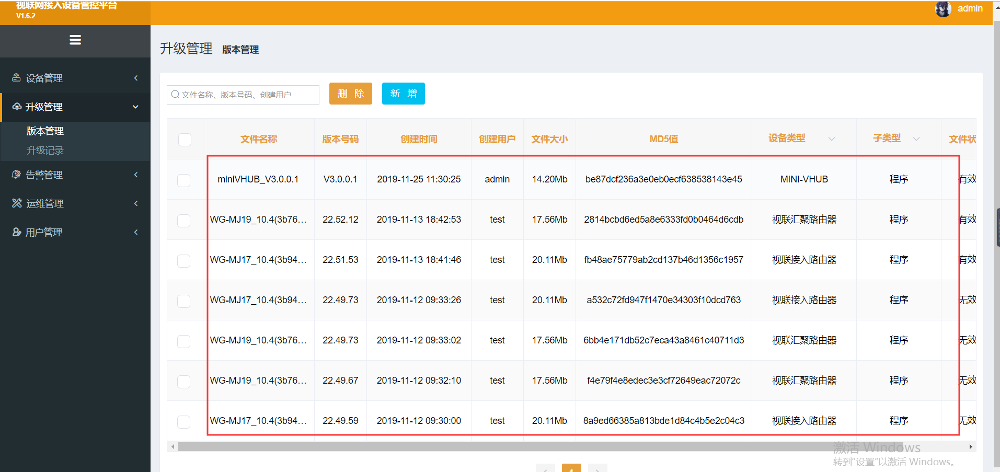 视联网接入设备管控平台
V1.6.2
admin
升级管理 版本管理
设备管理
升级管理
版本管理
升级记录
告警管理
运维管理
用户管理
文件名称、版本号码、创建用户
删 除
新 增
文件名称 版本号码 创建时间 创建用户 文件大小 MD5值 设备类型 子类型 文件状
miniVHUB_V3.0.0.1 V3.0.0.1 2019-11-25 11:30:25 admin 14.20Mb be87dcf236a3e0eb0ecf638538143e45 MINI-VHUB 程序 有效
WG-MJ19_10.4(3b76... 22.52.12 2019-11-13 18:42:53 test 17.56Mb 2814bcbd6ed5a8e6333fd0b0464d6cdb 视联汇聚路由器 程序 有效
WG-MJ17_10.4(3b94... 22.51.53 2019-11-13 18:41:46 test 20.11Mb fb48ae75779ab2cd137b46d1356c1957 视联接入路由器 程序 有效
WG-MJ17_10.4(3b94... 22.49.73 2019-11-12 09:33:26 test 20.11Mb a532c72fd947f1470e34303f10dcd763 视联接入路由器 程序 无效
WG-MJ19_10.4(3b76... 22.49.73 2019-11-12 09:33:02 test 17.56Mb 6bb4e171db52c7eca43a8461c40711d3 视联汇聚路由器 程序 无效
WG-MJ19_10.4(3b76... 22.49.67 2019-11-12 09:32:10 test 17.56Mb f4e79f4e8edec3e3cf72649eac72072c 视联汇聚路由器 程序 无效
WG-MJ17_10.4(3b94... 22.49.59 2019-11-12 09:30:00 test 20.11Mb 8a9ed66385a813bde1d84c4b5e2c04c3 视联接入路由器 程序 无效
激活 Windows
转到“设置”以激活 Windows。
1